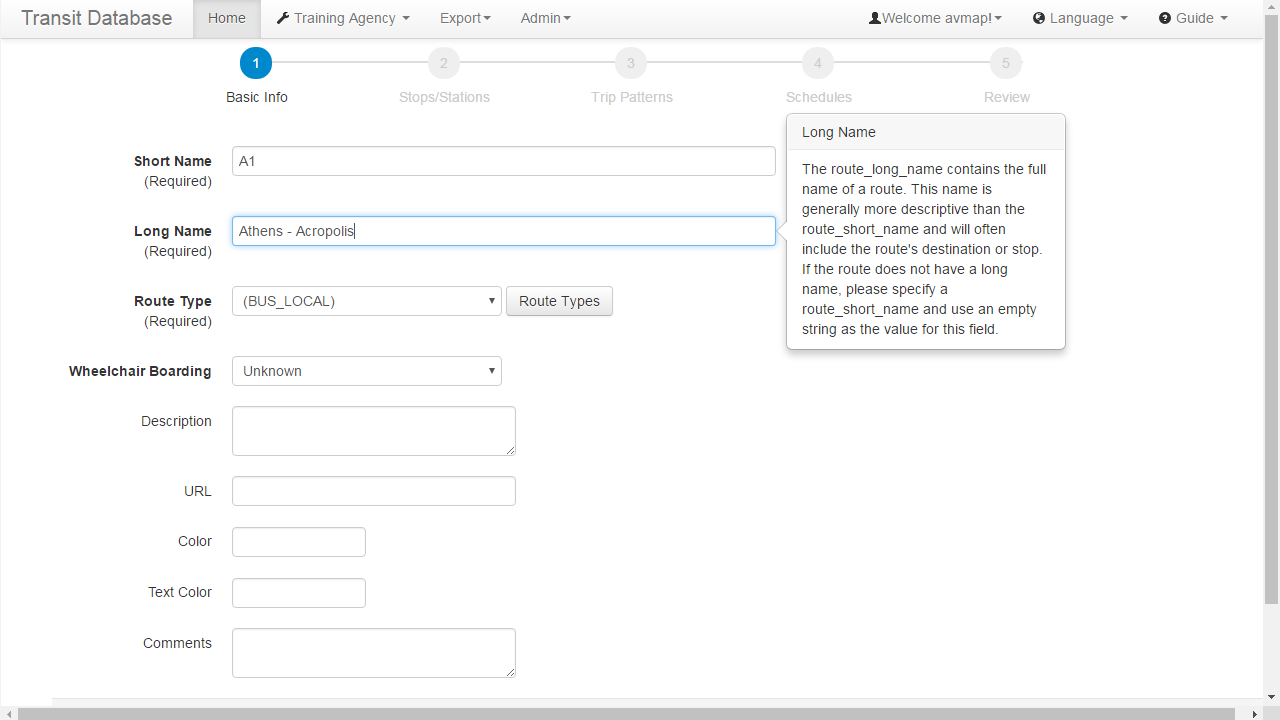 Transit Database Home Training Agency Export Admin Welcome avmap! Language Guide
1 2 3 4 5
Basic Info Stops/Stations Trip Patterns Schedules Review
Short Name
(Required)
A1
Long Name
(Required)
Athens - Acropolis
Long Name
The route_long_name contains the full
name of a route. This name is
generally more descriptive than the
route_short_name and will often
include the route's destination or stop.
If the route does not have a long
name, please specify a
route_short_name and use an empty
string as the value for this field.
Route Type
(Required)
(BUS_LOCAL) Route Types
Wheelchair Boarding Unknown
Description
URL
Color
Text Color
Comments